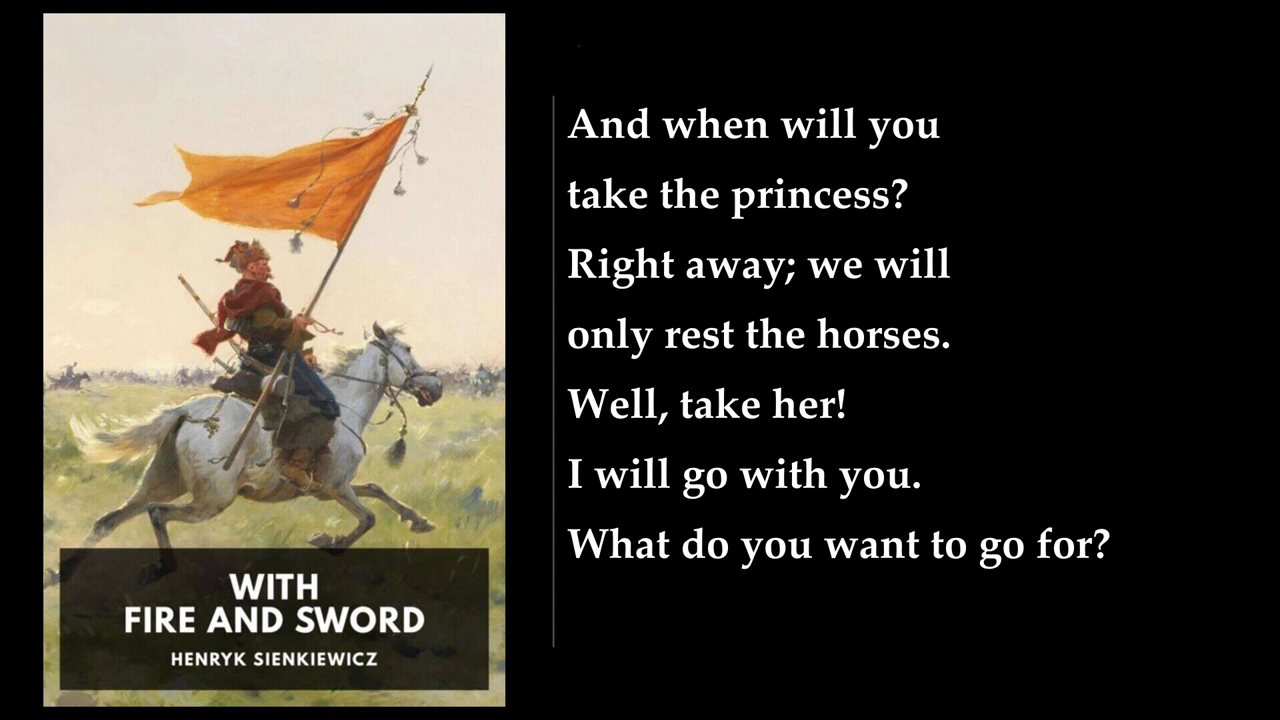 WITH
FIRE AND SWORD
HENRYK SIENKIEWICZ
And when will you
take the princess?
Right away; we will
only rest the horses.
Well, take her!
I will go with you.
What do you want to go for?